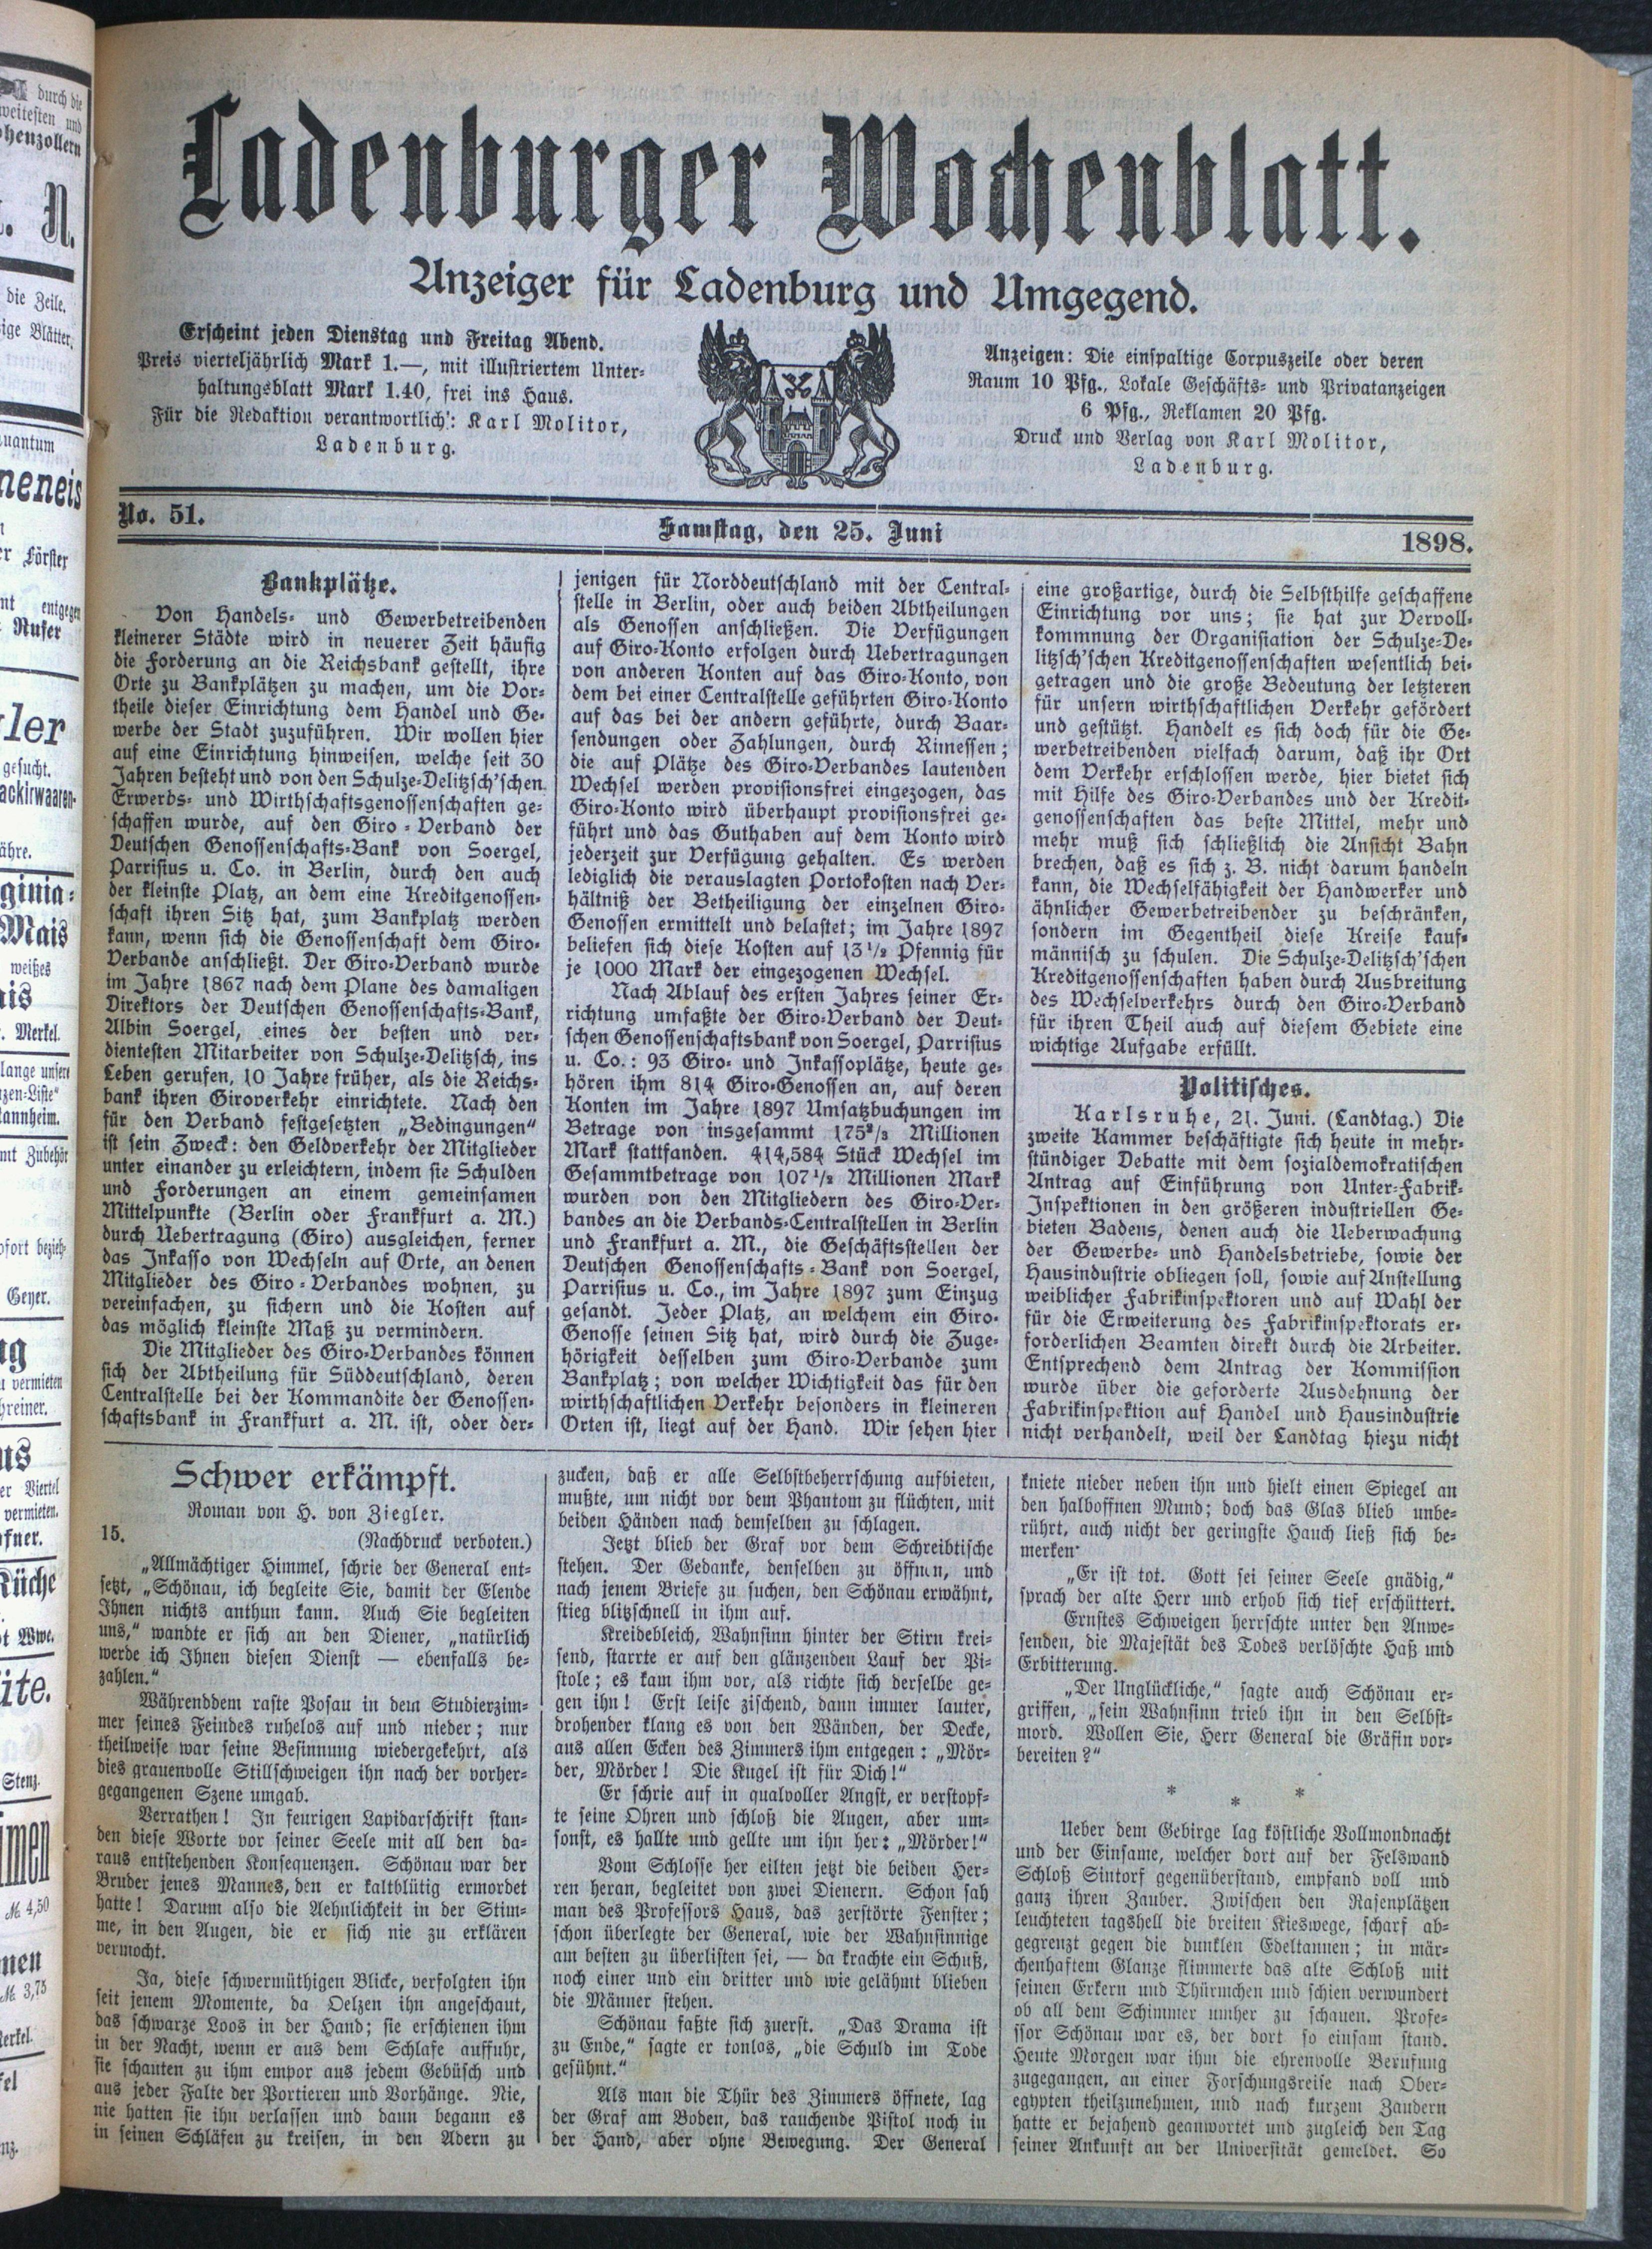 Ladenburger Wochenblatt.
Anzeiger für Ladenburg und Umgegend.
Erscheint jeden Dienstag und Freitag Abend.
Preis vierteljährlich Mark 1.—, mit illustriertem Unter-
haltungsblatt Mark 1.40, frei ins Haus.
Für die Redaktion verantwortlich: Karl Molitor,
Ladenburg.
Anzeigen: Die einspaltige Corpuszeile oder deren
Raum 10 Pfg., Lokale Geschäfts- und Privatanzeigen
6 Pfg., Reklamen 20 Pfg.
Druck und Verlag von Karl Molitor,
Ladenburg.
No. 51.
Samstag, den 25. Juni
1898.
Bankplätze.
Von Handels- und Gewerbetreibenden
kleinerer Städte wird in neuerer Zeit häufig
die Forderung an die Reichsbank gestellt, ihre
Orte zu Bankplätzen zu machen, um die Vor-
theile dieser Einrichtung dem Handel und Ge-
werbe der Stadt zuzuführen. Wir wollen hier
auf eine Einrichtung hinweisen, welche seit 30
Jahren besteht und von den Schulze-Delitzsch'schen
Erwerbs- und Wirthschaftsgenossenschaften ge-
schaffen wurde, auf den Giro-Verband der
Deutschen Genossenschafts-Bank von Soergel,
Parrisius u. Co. in Berlin, durch den auch
der kleinste Platz, an dem eine Kreditgenossen-
schaft ihren Sitz hat, zum Bankplatz werden
kann, wenn sich die Genossenschaft dem Giro-
Verbande anschließt. Der Giro-Verband wurde
im Jahre 1867 nach dem Plane des damaligen
Direktors der Deutschen Genossenschafts-Bank,
Albin Soergel, eines der besten und ver-
dientesten Mitarbeiter von Schulze-Delitzsch, ins
Leben gerufen, 10 Jahre früher, als die Reichs-
bank ihren Giroverkehr einrichtete. Nach den
für den Verband festgesetzten „Bedingungen“
ist sein Zweck: den Geldverkehr der Mitglieder
unter einander zu erleichtern, indem sie Schulden
und Forderungen an einem gemeinsamen
Mittelpunkte (Berlin oder Frankfurt a. M.)
durch Uebertragung (Giro) ausgleichen, ferner
das Inkasso von Wechseln auf Orte, an denen
Mitglieder des Giro-Verbandes wohnen, zu
vereinfachen, zu sichern und die Kosten auf
das möglich kleinste Maß zu vermindern.
Die Mitglieder des Giro-Verbandes können
sich der Abtheilung für Süddeutschland, deren
Centralstelle bei der Kommandite der Genossen-
schaftsbank in Frankfurt a. M. ist, oder der-
jenigen für Norddeutschland mit der Central-
stelle in Berlin, oder auch beiden Abtheilungen
als Genossen anschließen. Die Verfügungen
auf Giro-Konto erfolgen durch Uebertragungen
von anderen Konten auf das Giro-Konto, von
dem bei einer Centralstelle geführten Giro-Konto
auf das bei der andern geführte, durch Baar-
sendungen oder Zahlungen, durch Rimessen;
die auf Plätze des Giro-Verbandes lautenden
Wechsel werden provisionsfrei eingezogen, das
Giro-Konto wird überhaupt provisionsfrei ge-
führt und das Guthaben auf dem Konto wird
jederzeit zur Verfügung gehalten. Es werden
lediglich die verauslagten Portokosten nach Ver-
hältniß der Betheiligung der einzelnen Giro-
Genossen ermittelt und belastet; im Jahre 1897
beliefen sich diese Kosten auf 13½ Pfennig für
je 1000 Mark der eingezogenen Wechsel.
Nach Ablauf des ersten Jahres seiner Er-
richtung umfaßte der Giro-Verband der Deut-
schen Genossenschaftsbank von Soergel, Parrisius
u. Co.: 93 Giro- und Inkassoplätze, heute ge-
hören ihm 814 Giro-Genossen an, auf deren
Konten im Jahre 1897 Umsatzbuchungen im
Betrage von insgesammt 175⅔ Millionen
Mark stattfanden. 414,584 Stück Wechsel im
Gesammtbetrage von 107½ Millionen Mark
wurden von den Mitgliedern des Giro-Ver-
bandes an die Verbands-Centralstellen in Berlin
und Frankfurt a. M., die Geschäftsstellen der
Deutschen Genossenschafts-Bank von Soergel,
Parrisius u. Co., im Jahre 1897 zum Einzug
gesandt. Jeder Platz, an welchem ein Giro-
Genosse seinen Sitz hat, wird durch die Zuge-
hörigkeit desselben zum Giro-Verbande zum
Bankplatz; von welcher Wichtigkeit das für den
wirthschaftlichen Verkehr besonders in kleineren
Orten ist, liegt auf der Hand. Wir sehen hier
eine großartige, durch die Selbsthilfe geschaffene
Einrichtung vor uns; sie hat zur Vervoll-
kommnung der Organisiation der Schulze-De-
litzsch'schen Kreditgenossenschaften wesentlich bei-
getragen und die große Bedeutung der letzteren
für unsern wirthschaftlichen Verkehr gefördert
und gestützt. Handelt es sich doch für die Ge-
werbetreibenden vielfach darum, daß ihr Ort
dem Verkehr erschlossen werde, hier bietet sich
mit Hilfe des Giro-Verbandes und der Kredit-
genossenschaften das beste Mittel, mehr und
mehr muß sich schließlich die Ansicht Bahn
brechen, daß es sich z. B. nicht darum handeln
kann, die Wechselfähigkeit der Handwerker und
ähnlicher Gewerbetreibender zu beschränken,
sondern im Gegentheil diese Kreise kauf-
männisch zu schulen. Die Schulze-Delitzsch'schen
Kreditgenossenschaften haben durch Ausbreitung
des Wechselverkehrs durch den Giro-Verband
für ihren Theil auch auf diesem Gebiete eine
wichtige Aufgabe erfüllt.
Politisches.
Karlsruhe, 21. Juni. (Landtag.) Die
zweite Kammer beschäftigte sich heute in mehr-
stündiger Debatte mit dem sozialdemokratischen
Antrag auf Einführung von Unter-Fabrik-
Inspektionen in den größeren industriellen Ge-
bieten Badens, denen auch die Ueberwachung
der Gewerbe- und Handelsbetriebe, sowie der
Hausindustrie obliegen soll, sowie auf Anstellung
weiblicher Fabrikinspektoren und auf Wahl der
für die Erweiterung des Fabrikinspektorats er-
forderlichen Beamten direkt durch die Arbeiter.
Entsprechend dem Antrag der Kommission
wurde über die geforderte Ausdehnung der
Fabrikinspektion auf Handel und Hausindustrie
nicht verhandelt, weil der Landtag hiezu nicht
Schwer erkämpft.
Roman von H. von Ziegler.
15.
(Nachdruck verboten.)
„Allmächtiger Himmel, schrie der General ent-
setzt, „Schönau, ich begleite Sie, damit der Elende
Ihnen nichts anthun kann. Auch Sie begleiten
uns,“ wandte er sich an den Diener, „natürlich
werde ich Ihnen diesen Dienst — ebenfalls be-
zahlen.“
Währenddem raste Posau in dem Studierzim-
mer seines Feindes ruhelos auf und nieder; nur
theilweise war seine Besinnung wiedergekehrt, als
dies grauenvolle Stillschweigen ihn nach der vorher-
gegangenen Szene umgab.
Verrathen! In feurigen Lapidarschrift stan-
den diese Worte vor seiner Seele mit all den da-
raus entstehenden Konsequenzen. Schönau war der
Bruder jenes Mannes, den er kaltblütig ermordet
hatte! Darum also die Aehnlichkeit in der Stim-
me, in den Augen, die er sich nie zu erklären
vermocht.
Ja, diese schwermüthigen Blicke, verfolgten ihn
seit jenem Momente, da Oelzen ihn angeschaut,
das schwarze Loos in der Hand; sie erschienen ihm
in der Nacht, wenn er aus dem Schlafe auffuhr,
sie schauten zu ihm empor aus jedem Gebüsch und
aus jeder Falte der Portieren und Vorhänge. Nie,
nie hatten sie ihn verlassen und dann begann es
in seinen Schläfen zu kreisen, in den Adern zu
zucken, daß er alle Selbstbeherrschung aufbieten,
mußte, um nicht vor dem Phantom zu flüchten, mit
beiden Händen nach demselben zu schlagen.
Jetzt blieb der Graf vor dem Schreibtische
stehen. Der Gedanke, denselben zu öffnen, und
nach jenem Briefe zu suchen, den Schönau erwähnt,
stieg blitzschnell in ihm auf.
Kreidebleich, Wahnsinn hinter der Stirn krei-
send, starrte er auf den glänzenden Lauf der Pi-
stole; es kam ihm vor, als richte sich derselbe ge-
gen ihn! Erst leise zischend, dann immer lauter,
drohender klang es von den Wänden, der Decke,
aus allen Ecken des Zimmers ihm entgegen: „Mör-
der, Mörder! Die Kugel ist für Dich!“
Er schrie auf in qualvoller Angst, er verstopf-
te seine Ohren und schloß die Augen, aber um-
sonst, es hallte und gellte um ihn her: „Mörder!“
Vom Schlosse her eilten jetzt die beiden Her-
ren heran, begleitet von zwei Dienern. Schon sah
man des Professors Haus, das zerstörte Fenster;
schon überlegte der General, wie der Wahnsinnige
am besten zu überlisten sei, — da krachte ein Schuß,
noch einer und ein dritter und wie gelähmt blieben
die Männer stehen.
Schönau faßte sich zuerst. „Das Drama ist
zu Ende,“ sagte er tonlos, „die Schuld im Tode
gesühnt.“
Als man die Thür des Zimmers öffnete, lag
der Graf am Boden, das rauchende Pistol noch in
der Hand, aber ohne Bewegung. Der General
kniete nieder neben ihn und hielt einen Spiegel an
den halboffnen Mund; doch das Glas blieb unbe-
rührt, auch nicht der geringste Hauch ließ sich be-
merken
„Er ist tot. Gott sei seiner Seele gnädig,“
sprach der alte Herr und erhob sich tief erschüttert.
Ernstes Schweigen herrschte unter den Anwe-
senden, die Majestät des Todes verlöschte Haß und
Erbitterung.
„Der Unglückliche,“ sagte auch Schönau er-
griffen, „sein Wahnsinn trieb ihn in den Selbst-
mord. Wollen Sie, Herr General die Gräfin vor-
bereiten?“
* * *
Ueber dem Gebirge lag köstliche Vollmondnacht
und der Einsame, welcher dort auf der Felswand
Schloß Sintorf gegenüberstand, empfand voll und
ganz ihren Zauber. Zwischen den Rasenplätzen
leuchteten tagshell die breiten Kieswege, scharf ab-
gegrenzt gegen die dunklen Edeltannen; in mär-
chenhaftem Glanze flimmerte das alte Schloß mit
seinen Erkern und Thürmchen und schien verwundert
ob all dem Schimmer umher zu schauen. Profe-
ssor Schönau war es, der dort so einsam stand.
Heute Morgen war ihm die ehrenvolle Berufung
zugegangen, an einer Forschungsreise nach Ober-
egypten theilzunehmen, und nach kurzem Zaudern
hatte er bejahend geanwortet und zugleich den Tag
seiner Ankunft an der Universität gemeldet. So